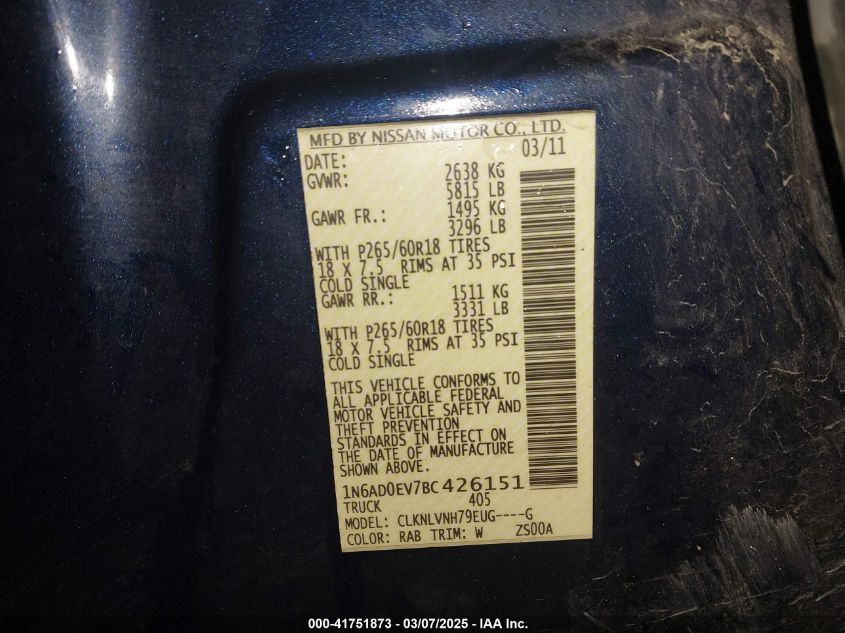 MFD BY NISSAN MOTOR CO., LTD.
DATE: 03/11
GVWR: 2638 KG
5815 LB
GAWR FR.: 1495 KG
3296 LB
WITH P265/60R18 TIRES
18 X 7.5 RIMS AT 35 PSI
COLD SINGLE
GAWR RR.: 1511 KG
3331 LB
WITH P265/60R18 TIRES
18 X 7.5 RIMS AT 35 PSI
COLD SINGLE
THIS VEHICLE CONFORMS TO
ALL APPLICABLE FEDERAL
MOTOR VEHICLE SAFETY AND
THEFT PREVENTION
STANDARDS IN EFFECT ON
THE DATE OF MANUFACTURE
SHOWN ABOVE.
1N6AD0EV7BC426151
TRUCK 405
MODEL: CLKNLVNH79EUG----G
COLOR: RAB TRIM: W ZS00A
000-41751873 - 03/07/2025 - IAA Inc.